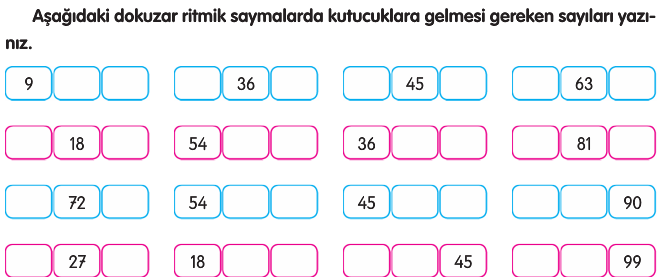 Aşağıdaki dokuzar ritmik saymalarda kutucuklara gelmesi gereken sayıları yazı-
nız.
9 36 45 63
18 54 36 81
72 54 45 90
27 18 45 99